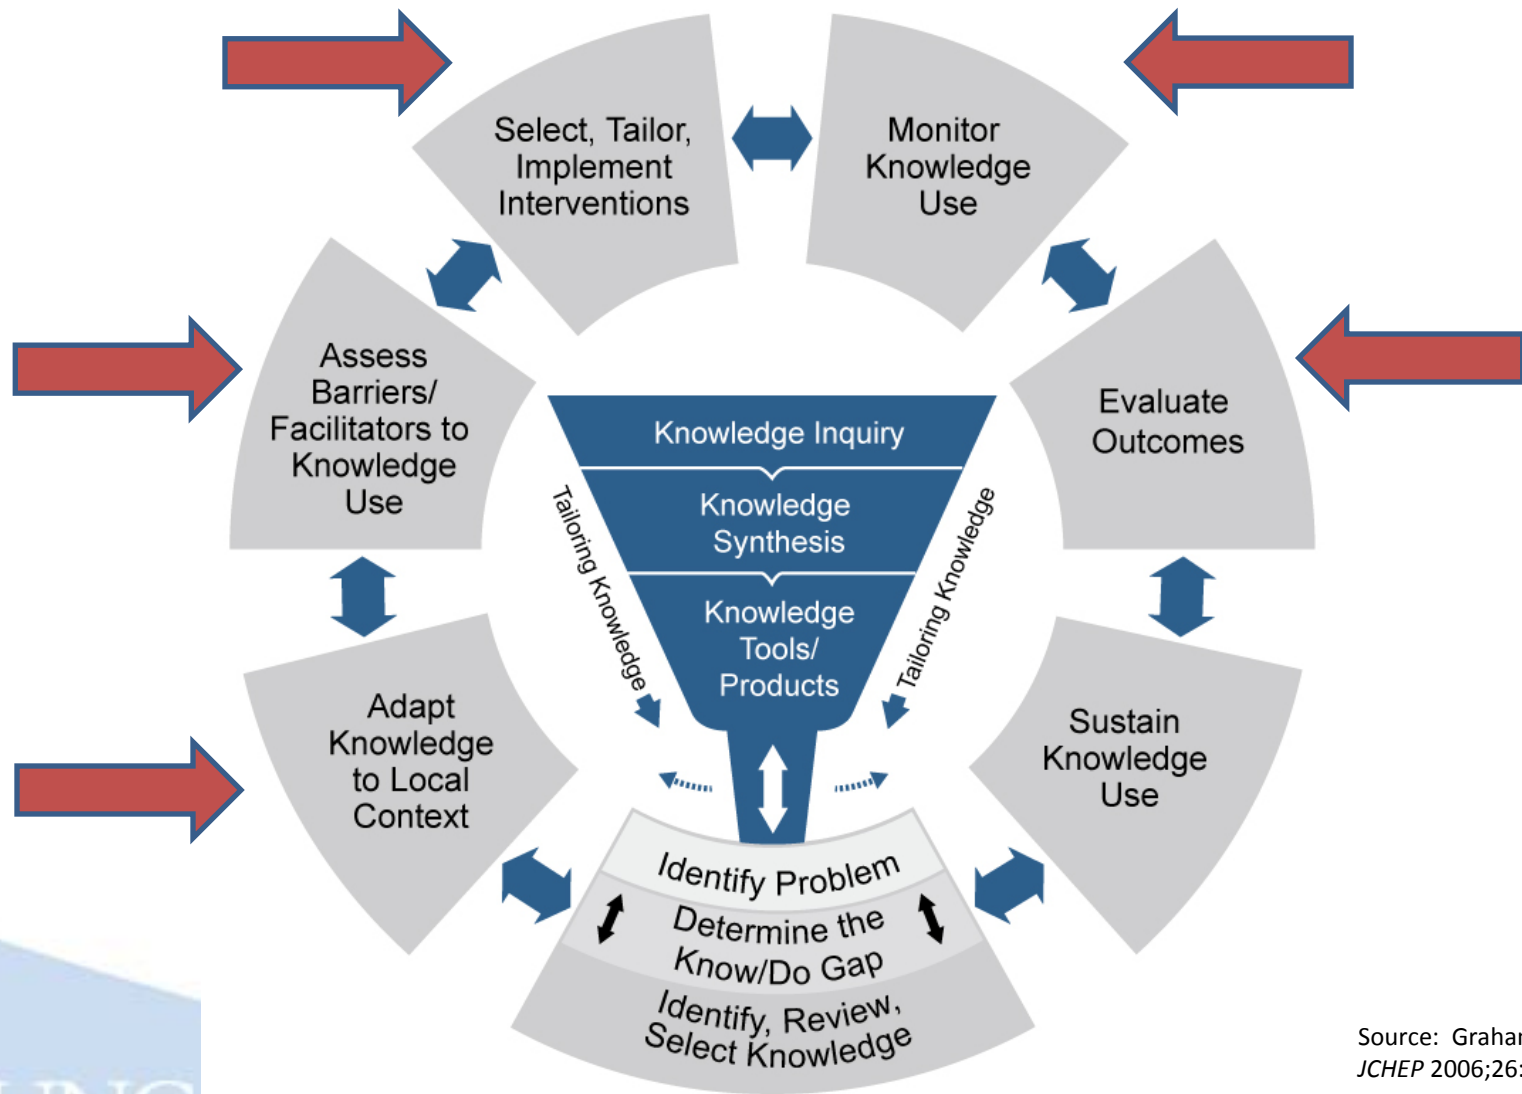 Select, Tailor,
Implement
Interventions
Monitor
Knowledge
Use
Assess
Barriers/
Facilitators to
Knowledge
Use
Evaluate
Outcomes
Knowledge Inquiry
Knowledge
Synthesis
Knowledge
Tools/
Products
Tailoring Knowledge
Tailoring Knowledge
Adapt
Knowledge
to Local
Context
Sustain
Knowledge
Use
Identify Problem
Determine the
Know/Do Gap
Identify, Review,
Select Knowledge
Source: Graham
JCHEP 2006;26: